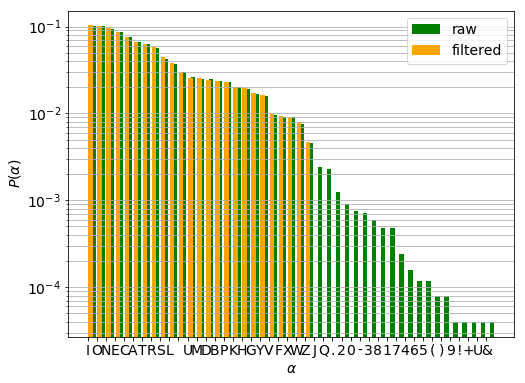 raw
filtered
10⁻¹
10⁻²
10⁻³
10⁻⁴
P(α)
I O N E C A T R S L U M D B P K H G Y V F X W Z J Q . 2 0 - 3 8 1 7 4 6 5 ( ) 9 ! + U &
α